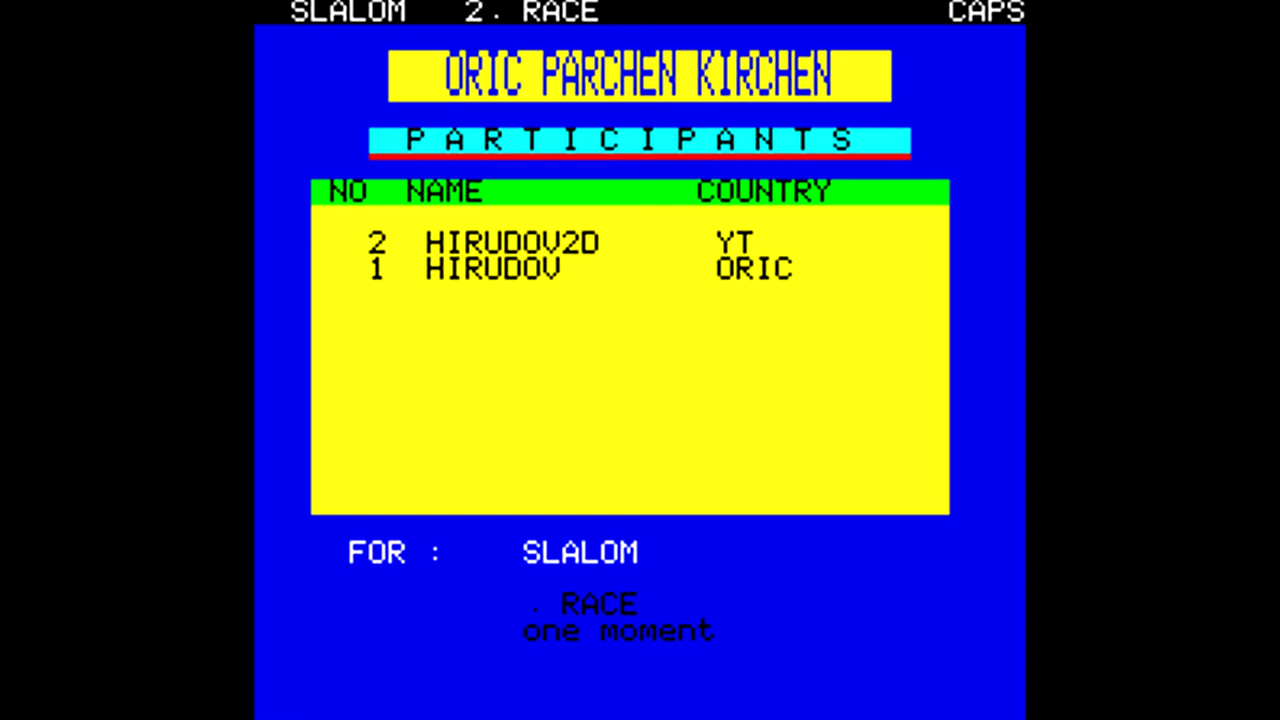 SLALOM 2. RACE CAPS
ORIC PARCHEN KIRCHEN
PARTICIPANTS
NO NAME COUNTRY
2 HIRUDOV2D YT
1 HIRUDOV ORIC
FOR : SLALOM
. RACE
one moment